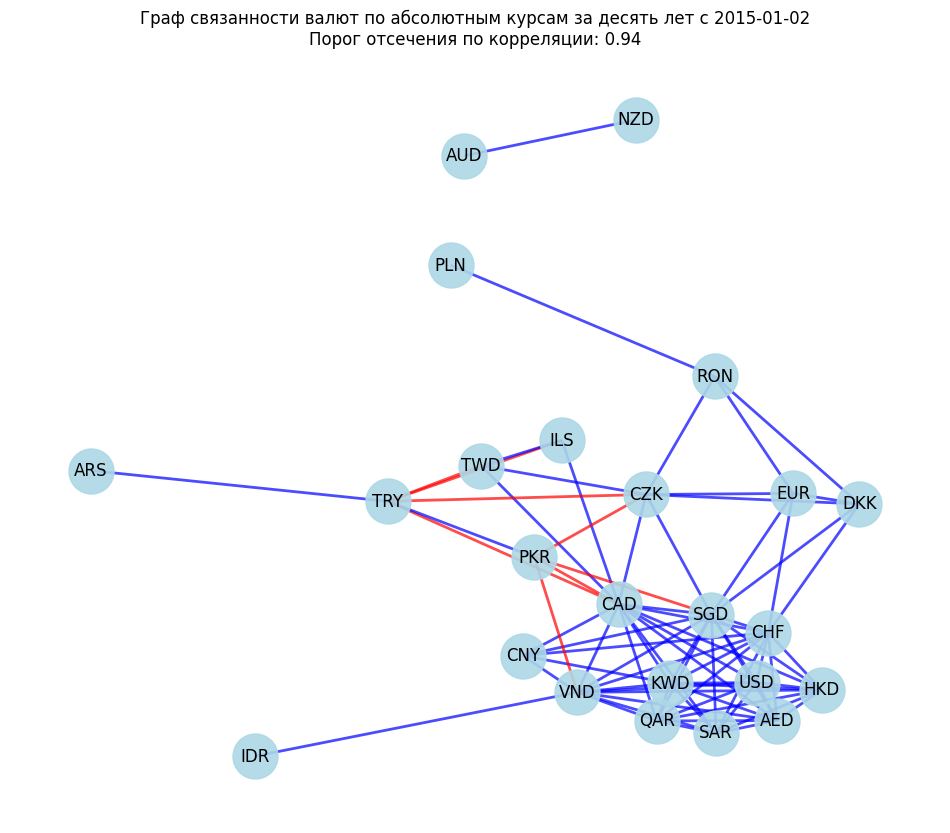 Граф связанности валют по абсолютным курсам за десять лет с 2015-01-02
Порог отсечения по корреляции: 0.94
NZD
AUD
PLN
RON
ILS
TWD
ARS
TRY
CZK
EUR
DKK
PKR
CAD
SGD
CHF
CNY
VND
KWD
USD
HKD
QAR
SAR
AED
IDR